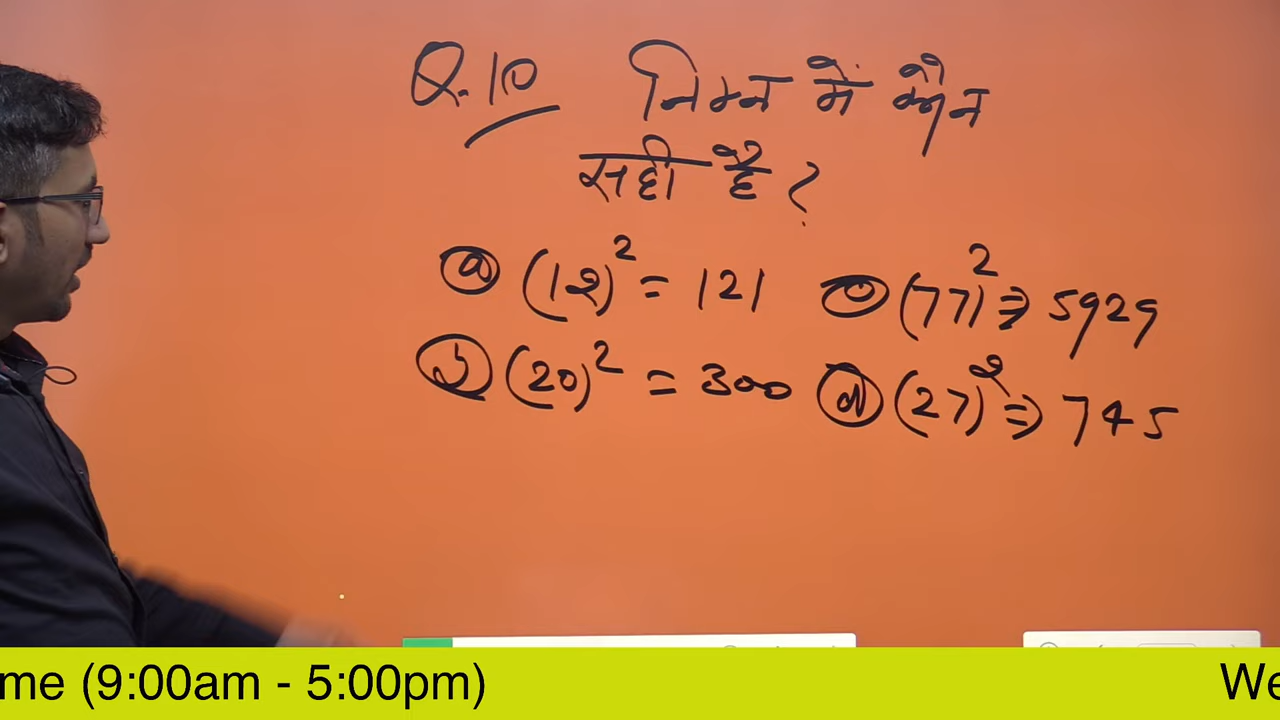 Q.10 निम्न में कौन
सही है ?
(a) (12)² = 121 (c) (77)² ⇒ 5929
(b) (20)² = 300 (d) (27)² ⇒ 745
me (9:00am - 5:00pm) We